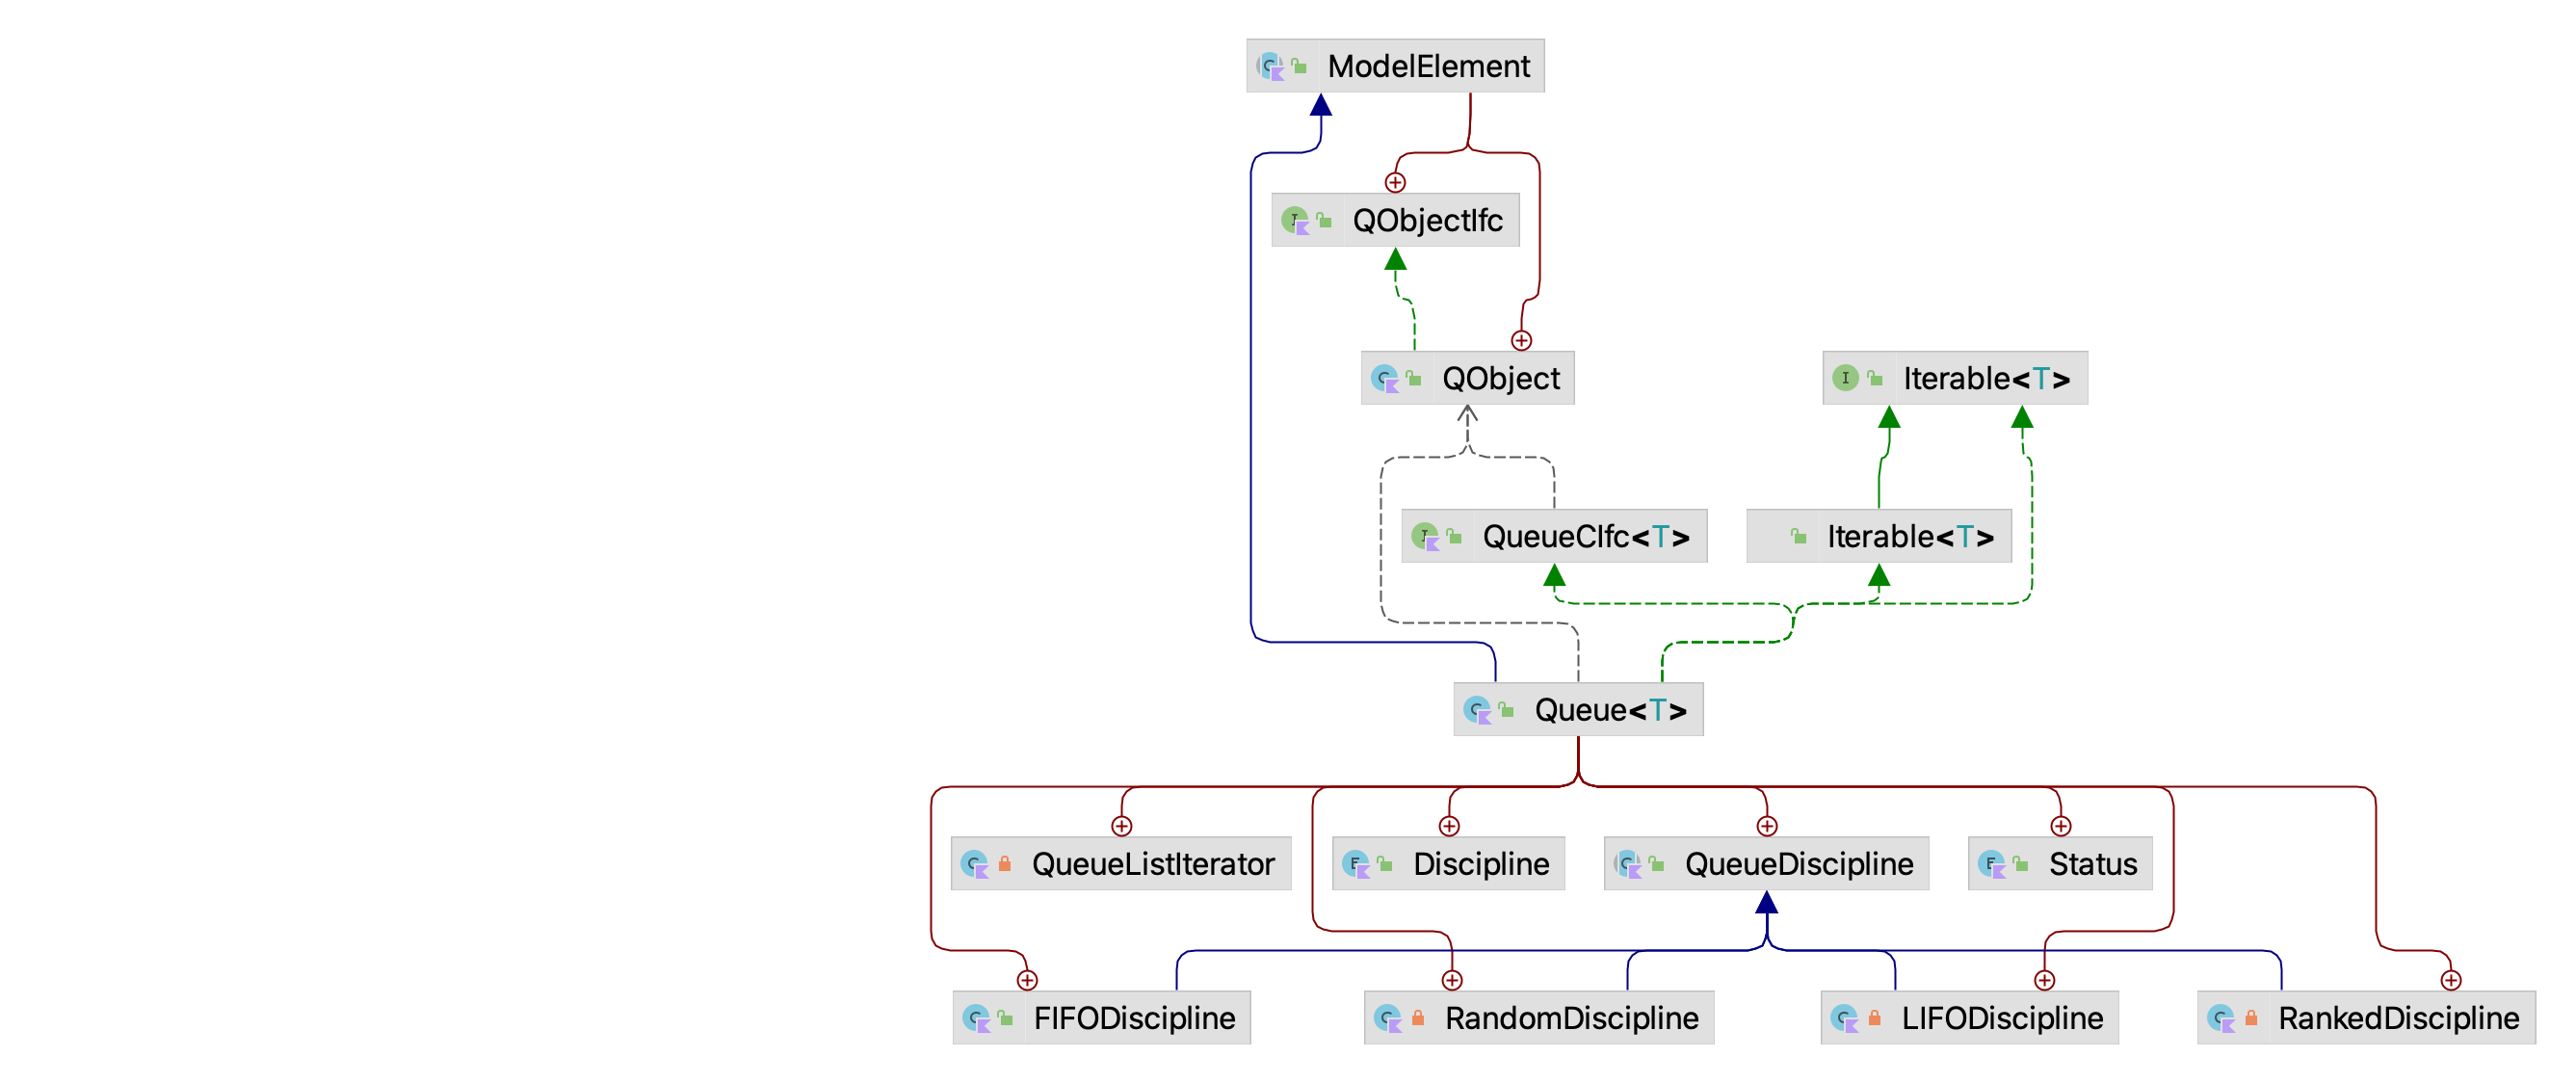 ModelElement
QObjectIfc
QObject
Iterable<T>
QueueCIfc<T>
Iterable<T>
Queue<T>
QueueListIterator
Discipline
QueueDiscipline
Status
FIFODiscipline
RandomDiscipline
LIFODiscipline
RankedDiscipline